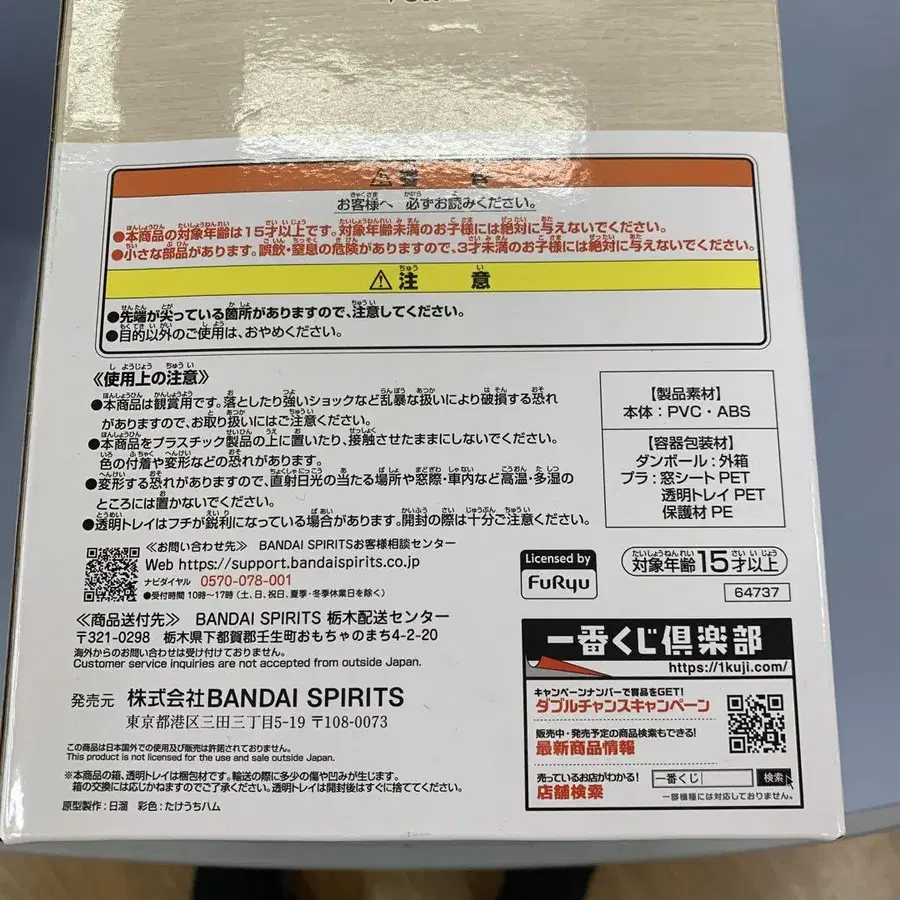 お客様へ 必ずお読みください。
●本商品の対象年齢は15才以上です。対象年齢未満のお子様には絶対に与えないでください。
●小さな部品があります。誤飲・窒息の危険がありますので、3才未満のお子様には絶対に与えないでください。
⚠注意
●先端が尖っている箇所がありますので、注意してください。
●目的以外のご使用は、おやめください。
《使用上の注意》
●本商品は観賞用です。落としたり強いショックなど乱暴な扱いにより破損する恐れ
がありますので、お取り扱いにはご注意ください。
●本商品をプラスチック製品の上に置いたり、接触させたままにしないでください。
色の付着や変形などの恐れがあります。
●変形する恐れがありますので、直射日光の当たる場所や窓際・車内など高温・多湿の
ところには置かないでください。
●透明トレイはフチが鋭利になっている場合があります。開封の際は十分ご注意ください。
【製品素材】
本体：PVC・ABS
【容器包装材】
ダンボール：外箱
プラ：窓シートPET
透明トレイPET
保護材PE
≪お問い合わせ先≫ BANDAI SPIRITSお客様相談センター
Web https://support.bandaispirits.co.jp
ナビダイヤル 0570-078-001
●受付時間 10時～17時(土、日、祝日、夏季・冬季休業日を除く)
Licensed by
FuRyu
対象年齢15才以上
64737
≪商品送付先≫ BANDAI SPIRITS 栃木配送センター
〒321-0298 栃木県下都賀郡壬生町おもちゃのまち4-2-20
海外からのお問い合わせは受け付けておりません。
Customer service inquiries are not accepted from outside Japan.
発売元 株式会社BANDAI SPIRITS
東京都港区三田三丁目5-19 〒108-0073
この商品は日本国外での使用及び販売は許諾されておりません。
This product is not licensed for the use and sale outside Japan.
※本商品の箱、透明トレイは梱包材です。輸送の際に多少の傷や凹みが生じます。
箱の交換には応じかねますのでご了承ください。透明トレイは開封後はすぐに捨ててください。
原型製作：日溜 彩色：たけうちハム
一番くじ倶楽部
https://1kuji.com/
キャンペーンナンバーで賞品をGET!
ダブルチャンスキャンペーン
販売中・発売予定の商品検索もできる!
最新商品情報
売っているお店がわかる!
店舗検索
一番くじ 検索
一部機種には対応しておりません。